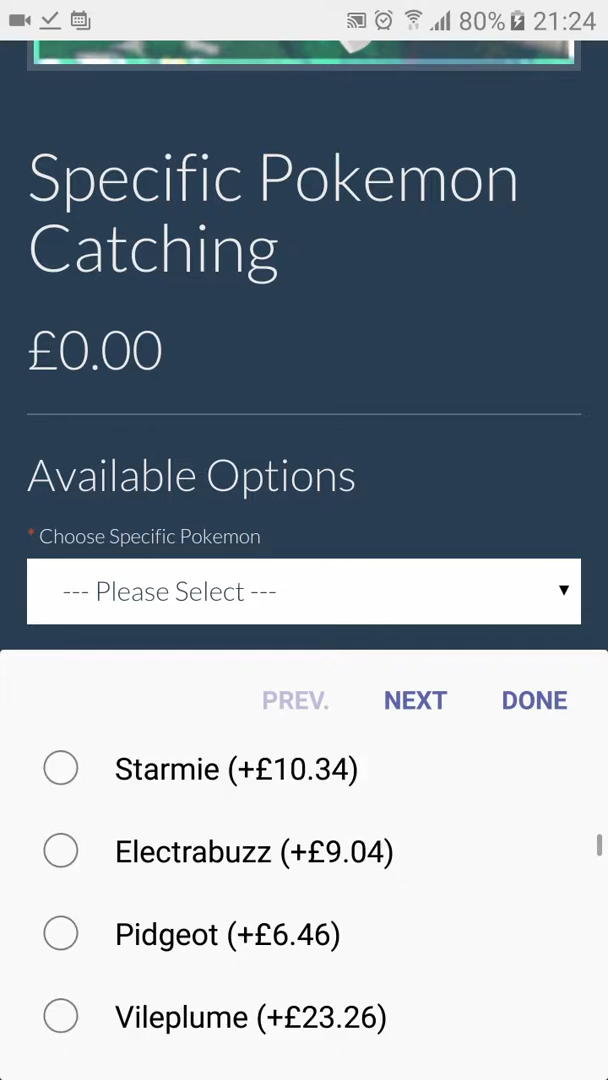 80% 21:24
Specific Pokemon
Catching
£0.00
Available Options
* Choose Specific Pokemon
--- Please Select ---
PREV. NEXT DONE
Starmie (+£10.34)
Electrabuzz (+£9.04)
Pidgeot (+£6.46)
Vileplume (+£23.26)